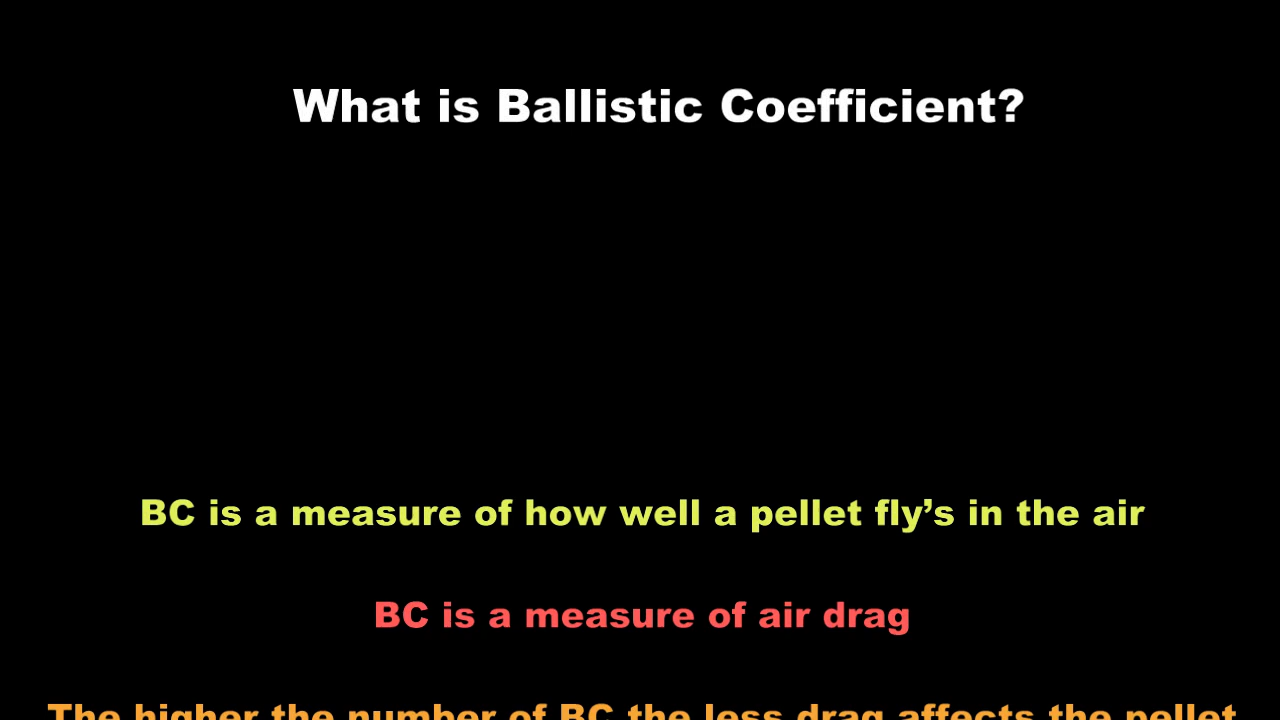 What is Ballistic Coefficient?
BC is a measure of how well a pellet fly’s in the air
BC is a measure of air drag
The higher the number of BC the less drag affects the pellet